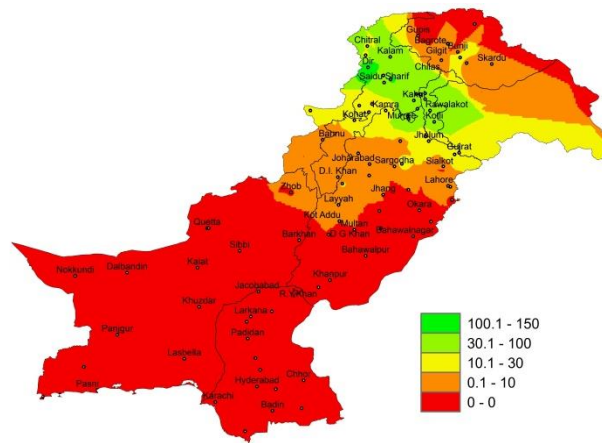 Gupis
Bagrote
Chitral
Kalam
Gilgit
Bunji
Skardu
Dir
Chilas
Saidu Sharif
Kakul
Kamra
Rawalakot
Kohat
Murree
Kotli
Bannu
Jhelum
Gujrat
Joharabad
Sargodha
Sialkot
D.I. Khan
Zhob
Jhang
Lahore
Layyah
Okara
Kot Addu
Multan
Quetta
D G Khan
Bahawalnagar
Barkhan
Sibbi
Bahawalpur
Nokkundi
Dalbandin
Kalat
Khanpur
Jacobabad
R.Y.Khan
Khuzdar
Larkana
Panjgur
Padidan
Lasbella
Pasni
Hyderabad
Chhor
Karachi
Badin
100.1 - 150
30.1 - 100
10.1 - 30
0.1 - 10
0 - 0